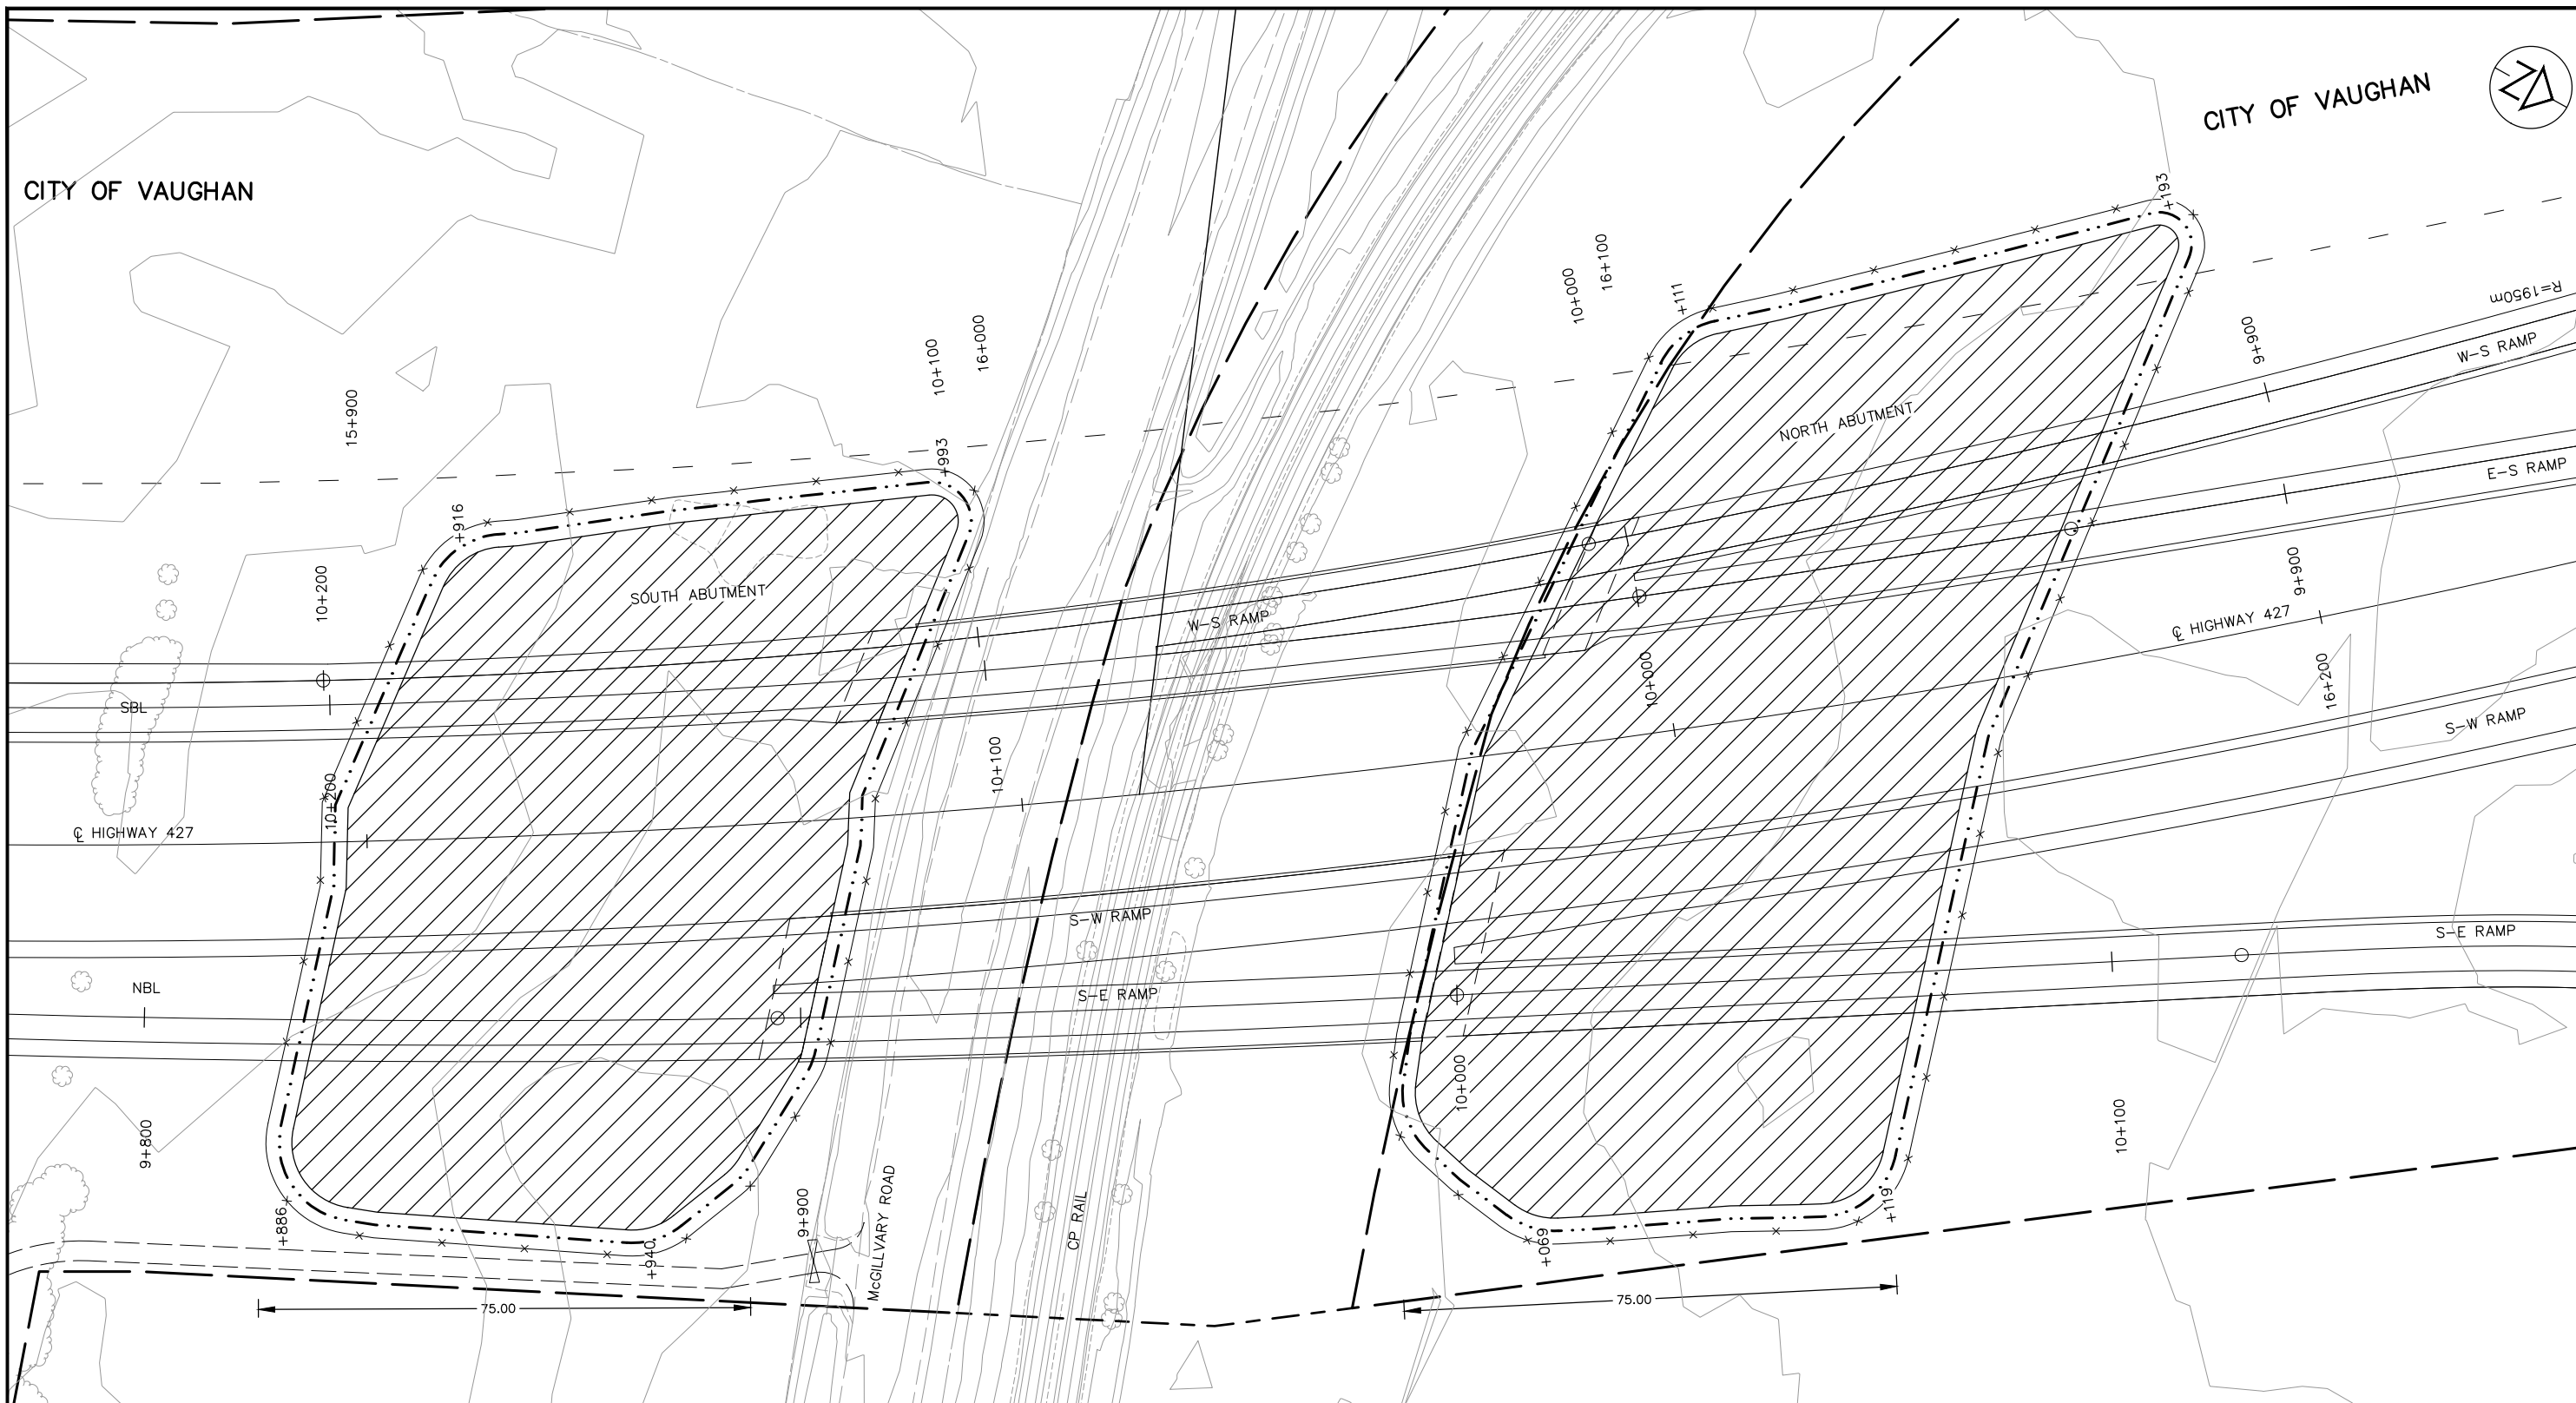 CITY OF VAUGHAN
CITY OF VAUGHAN
N
+193
10+000
16+100
+111
R=1950m
9+900
W-S RAMP
10+100
16+000
15+900
+993
NORTH ABUTMENT
E-S RAMP
+916
10+200
SOUTH ABUTMENT
W-S RAMP
9+900
℄ HIGHWAY 427
10+000
16+200
SBL
S-W RAMP
10+100
10+200
℄ HIGHWAY 427
S-W RAMP
S-E RAMP
NBL
S-E RAMP
10+000
9+800
10+100
+886
9+900
McGILLVARY ROAD
CP RAIL
+940
+069
+119
75.00
75.00